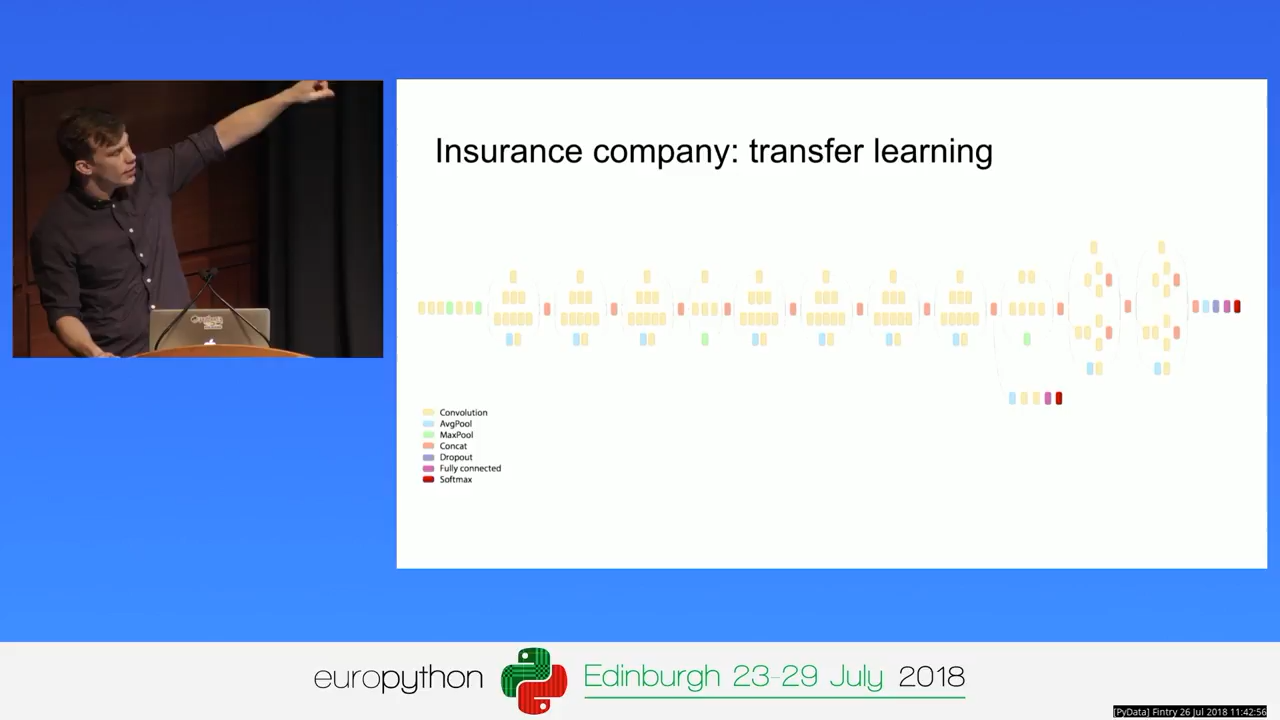 Insurance company: transfer learning
Convolution
AvgPool
MaxPool
Concat
Dropout
Fully connected
Softmax
europython Edinburgh 23-29 July 2018
[PyData] Fintry 26 Jul 2018 11:42:56